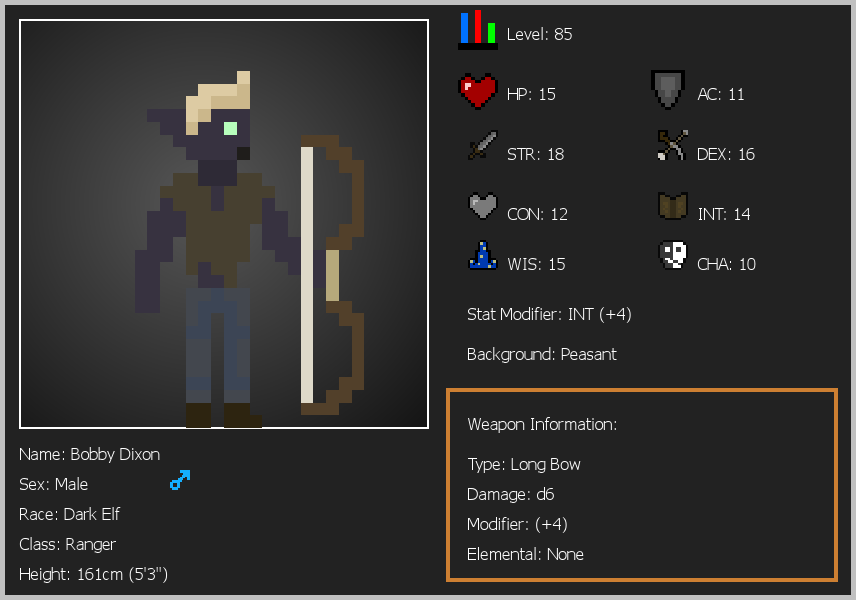 Level: 85
HP: 15
AC: 11
STR: 18
DEX: 16
CON: 12
INT: 14
WIS: 15
CHA: 10
Stat Modifier: INT (+4)
Background: Peasant
Weapon Information:
Type: Long Bow
Damage: d6
Modifier: (+4)
Elemental: None
Name: Bobby Dixon
Sex: Male
Race: Dark Elf
Class: Ranger
Height: 161cm (5'3")